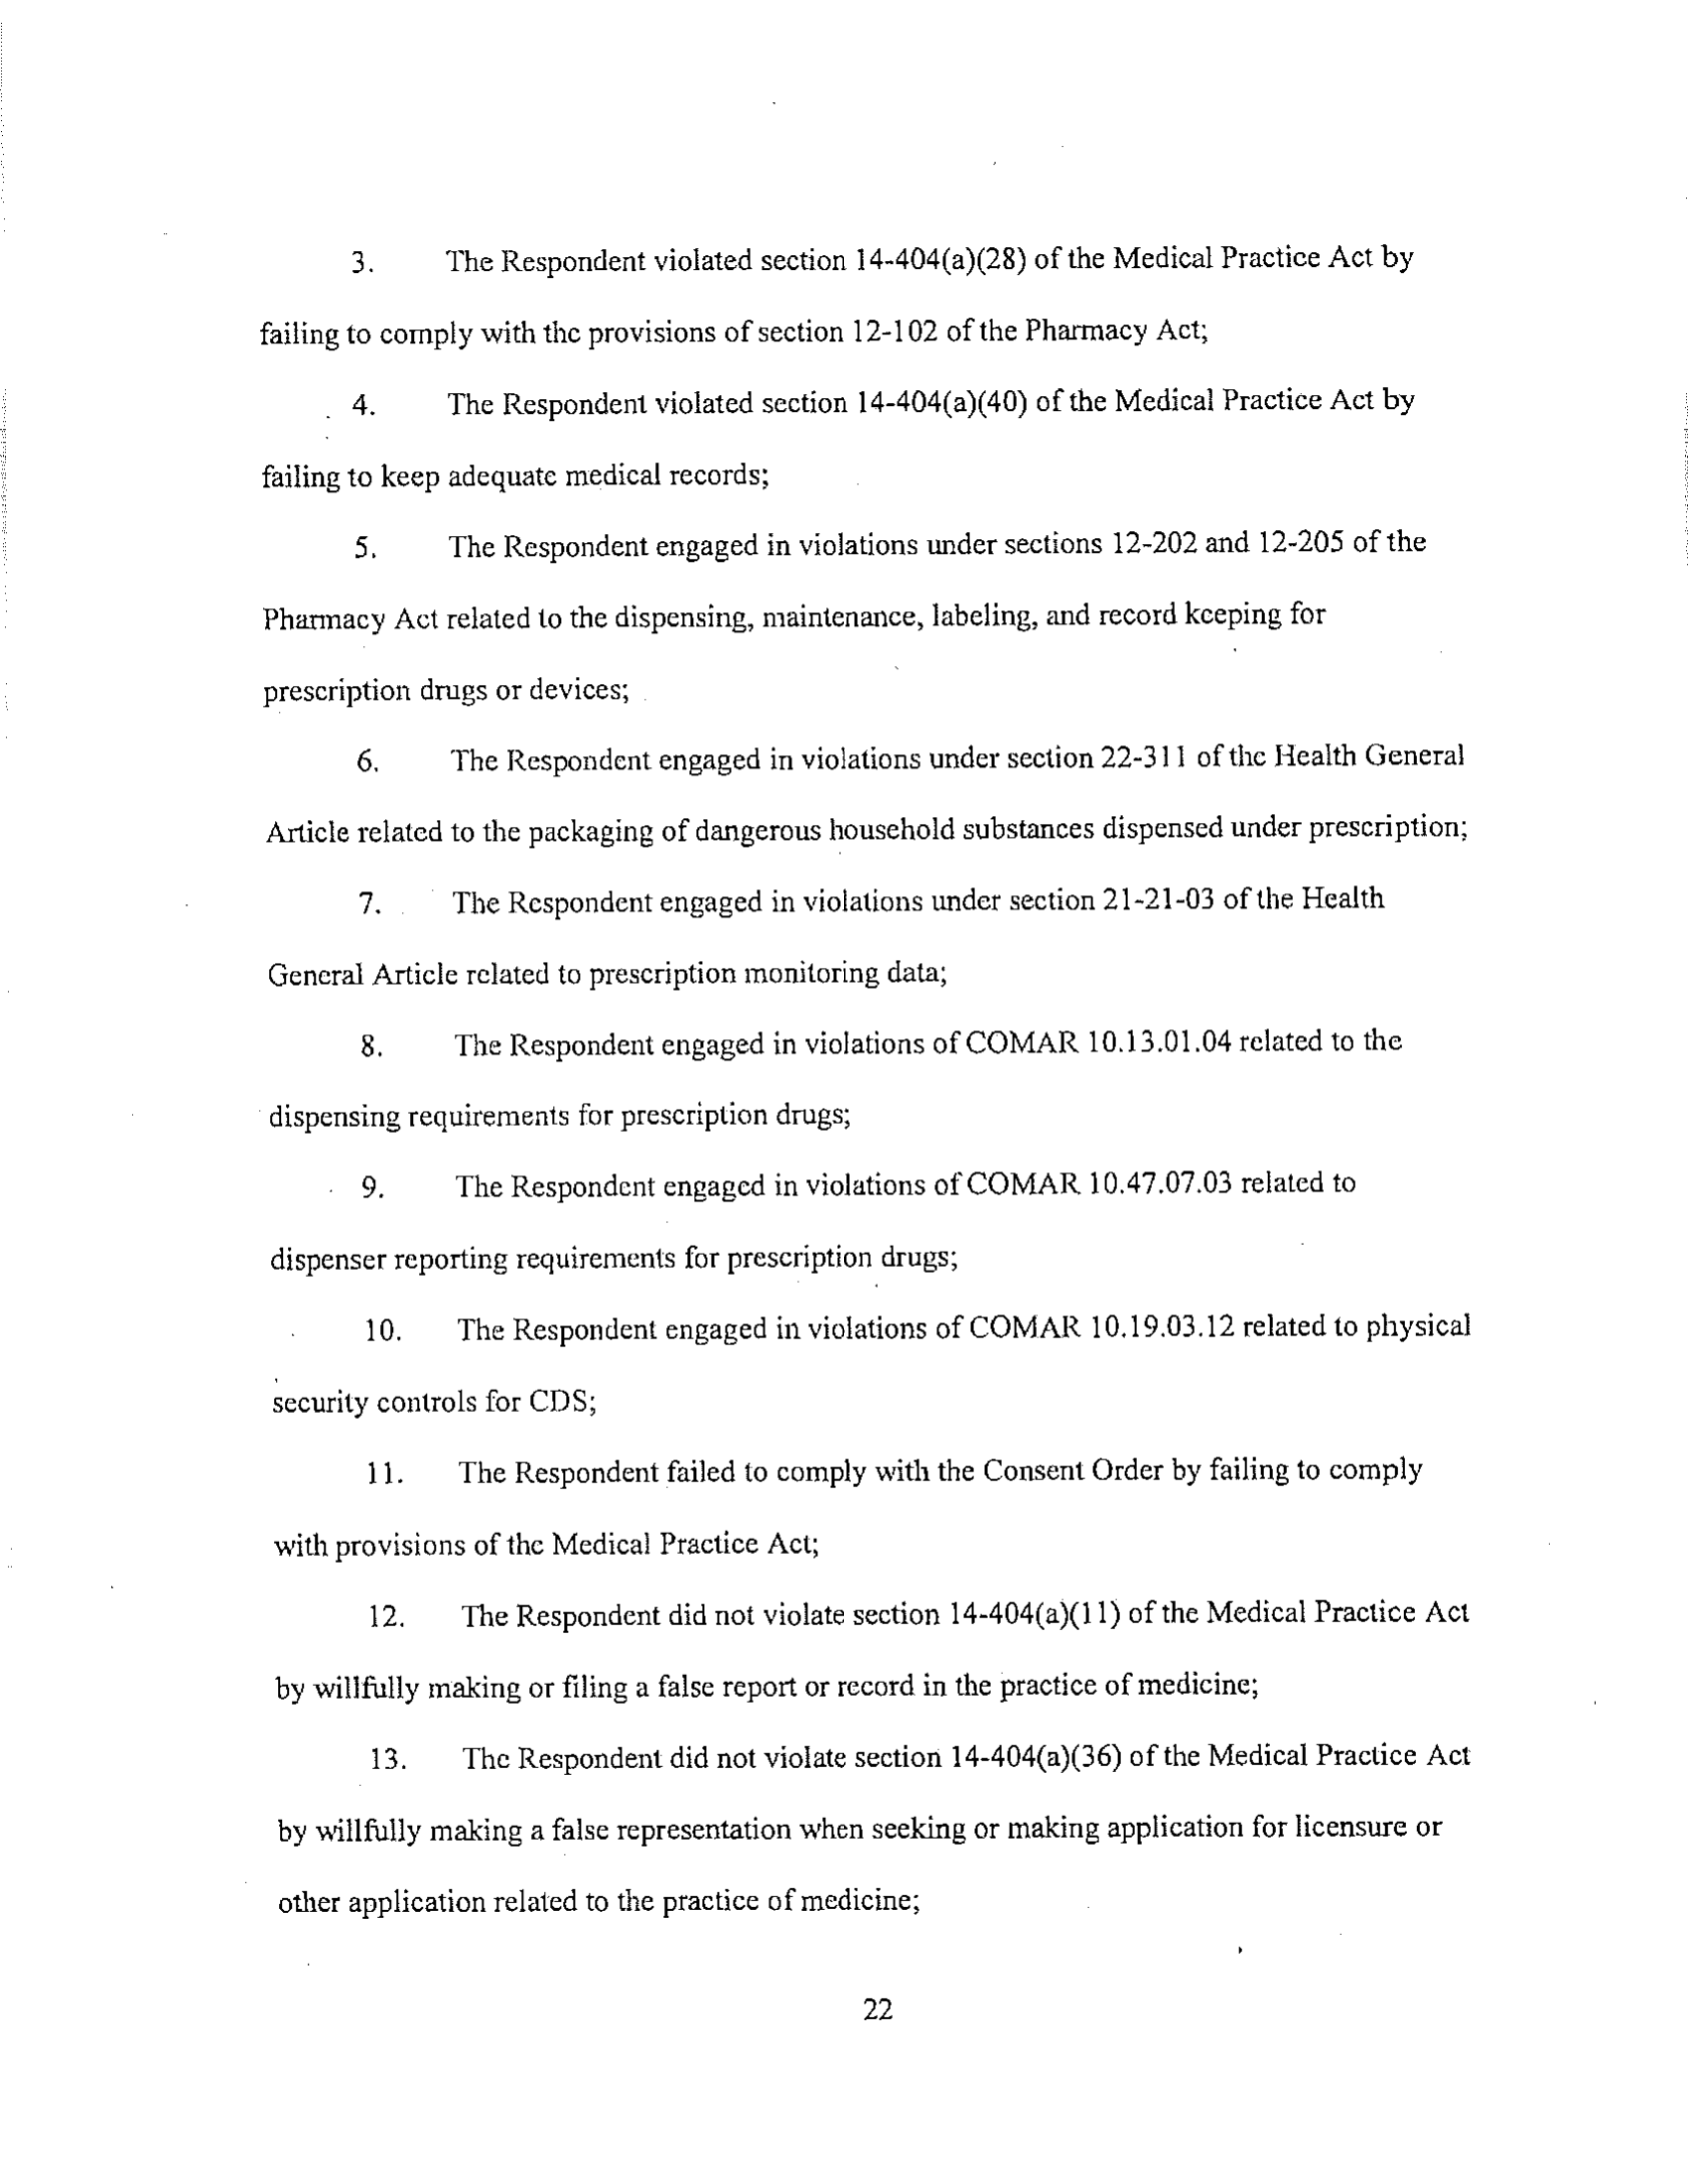 3. The Respondent violated section 14-404(a)(28) of the Medical Practice Act by
failing to comply with the provisions of section 12-102 of the Pharmacy Act;
4. The Respondent violated section 14-404(a)(40) of the Medical Practice Act by
failing to keep adequate medical records;
5. The Respondent engaged in violations under sections 12-202 and 12-205 of the
Pharmacy Act related to the dispensing, maintenance, labeling, and record keeping for
prescription drugs or devices;
6. The Respondent engaged in violations under section 22-311 of the Health General
Article related to the packaging of dangerous household substances dispensed under prescription;
7. The Respondent engaged in violations under section 21-21-03 of the Health
General Article related to prescription monitoring data;
8. The Respondent engaged in violations of COMAR 10.13.01.04 related to the
dispensing requirements for prescription drugs;
9. The Respondent engaged in violations of COMAR 10.47.07.03 related to
dispenser reporting requirements for prescription drugs;
10. The Respondent engaged in violations of COMAR 10.19.03.12 related to physical
security controls for CDS;
11. The Respondent failed to comply with the Consent Order by failing to comply
with provisions of the Medical Practice Act;
12. The Respondent did not violate section 14-404(a)(11) of the Medical Practice Act
by willfully making or filing a false report or record in the practice of medicine;
13. The Respondent did not violate section 14-404(a)(36) of the Medical Practice Act
by willfully making a false representation when seeking or making application for licensure or
other application related to the practice of medicine;
22